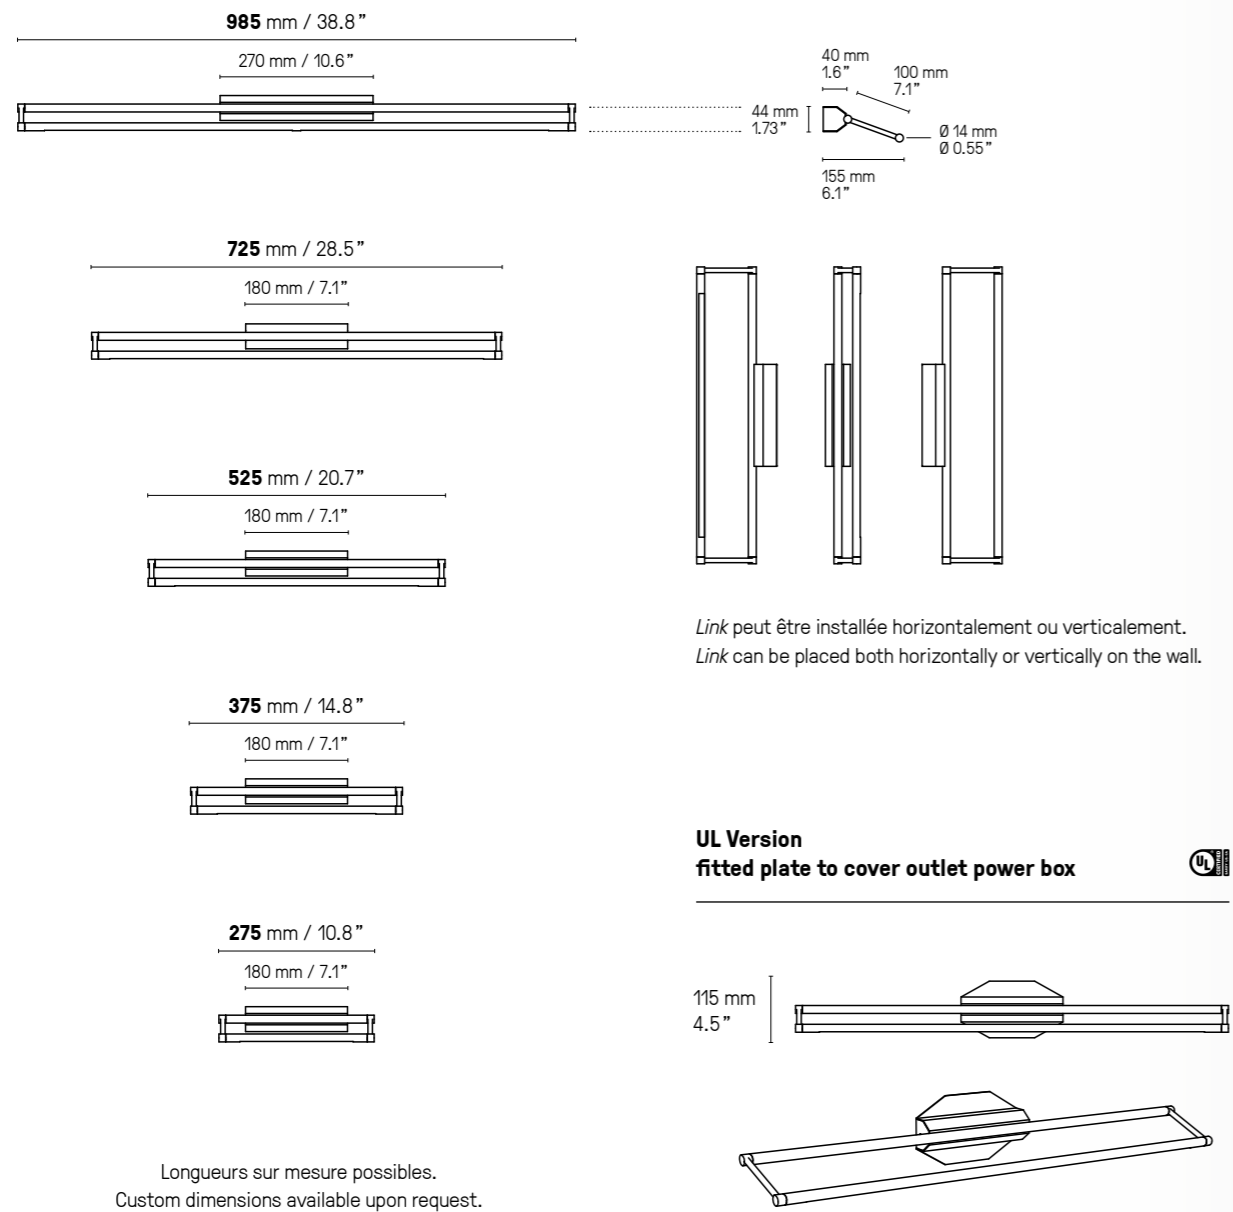 985 mm / 38.8”
270 mm / 10.6”
40 mm
1.6”
100 mm
7.1”
44 mm
1.73”
Ø 14 mm
Ø 0.55”
155 mm
6.1”
725 mm / 28.5”
180 mm / 7.1”
525 mm / 20.7”
180 mm / 7.1”
Link peut être installée horizontalement ou verticalement.
Link can be placed both horizontally or vertically on the wall.
375 mm / 14.8”
180 mm / 7.1”
UL Version
fitted plate to cover outlet power box
UL
275 mm / 10.8”
180 mm / 7.1”
115 mm
4.5”
Longueurs sur mesure possibles.
Custom dimensions available upon request.